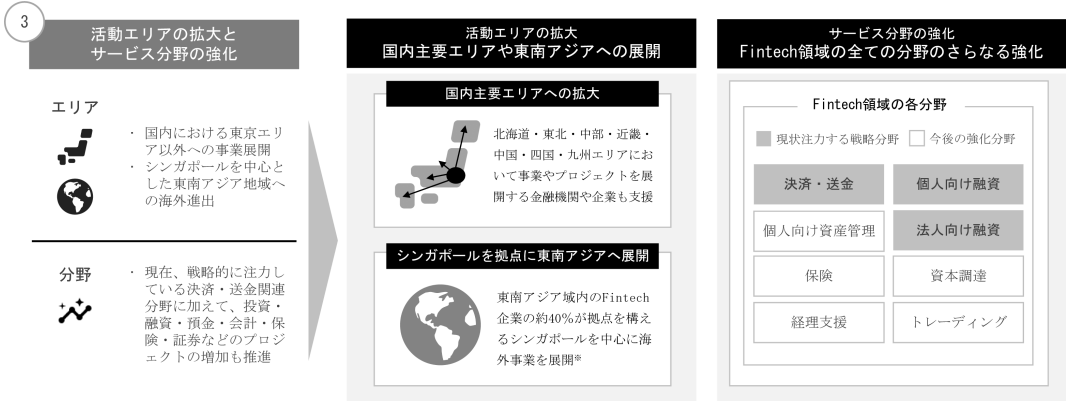 3
活動エリアの拡大と
サービス分野の強化
エリア
・ 国内における東京エリ
ア以外への事業展開
・ シンガポールを中心と
した東南アジア地域へ
の海外進出
分野
・ 現在、戦略的に注力し
ている決済・送金関連
分野に加えて、投資・
融資・預金・会計・保
険・証券などのプロジ
ェクトの増加も推進
活動エリアの拡大
国内主要エリアや東南アジアへの展開
国内主要エリアへの拡大
北海道・東北・中部・近畿・
中国・四国・九州エリアにお
いて事業やプロジェクトを展
開する金融機関や企業も支援
シンガポールを拠点に東南アジアへ展開
東南アジア域内のFintech
企業の約40%が拠点を構え
るシンガポールを中心に海
外事業を展開※
サービス分野の強化
Fintech領域の全ての分野のさらなる強化
Fintech領域の各分野
現状注力する戦略分野 今後の強化分野
決済・送金 個人向け融資
個人向け資産管理 法人向け融資
保険 資本調達
経理支援 トレーディング